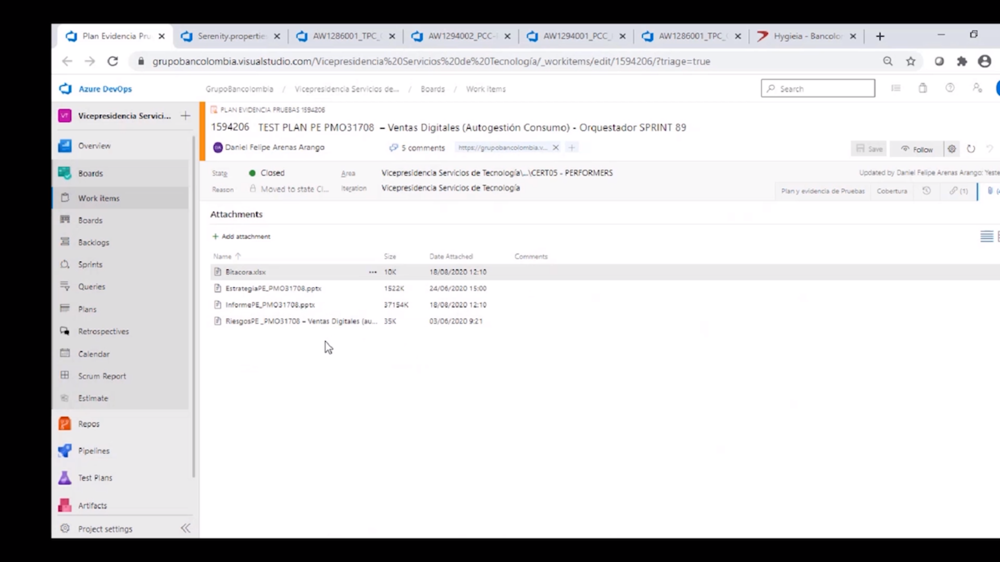 Plan Evidencia Pru
Serenity.propertie
AW1286001_TPC_
AW1294002_PCC-
AW1294001_PCC_
AW1286001_TPC_
Hygieia - Bancolo
grupobancolombia.visualstudio.com/Vicepresidencia%20Servicios%20de%20Tecnología/_workitems/edit/1594206/?triage=true
Azure DevOps
GrupoBancolombia / Vicepresidencia Servicios de... / Boards / Work items
Search
VT Vicepresidencia Servici...
PLAN EVIDENCIA PRUEBAS 1594206
1594206 TEST PLAN PE PMO31708 – Ventas Digitales (Autogestión Consumo) - Orquestador SPRINT 89
Daniel Felipe Arenas Arango
5 comments
https://grupobancolombia.v...
Save
Follow
State Closed
Area Vicepresidencia Servicios de Tecnología\...\CERT05 - PERFORMERS
Updated by Daniel Felipe Arenas Arango: Yeste
Reason Moved to state Cl...
Iteration Vicepresidencia Servicios de Tecnología
Plan y evidencia de Pruebas
Cobertura
(1)
Attachments
Add attachment
Name Size Date Attached Comments
Bitacora.xlsx ... 10K 18/08/2020 12:10
EstrategiaPE_PMO31708.pptx 1522K 24/06/2020 15:00
InformePE_PMO31708.pptx 37154K 18/08/2020 12:10
RiesgosPE _PMO31708 – Ventas Digitales (au... 35K 03/06/2020 9:21
Overview
Boards
Work items
Boards
Backlogs
Sprints
Queries
Plans
Retrospectives
Calendar
Scrum Report
Estimate
Repos
Pipelines
Test Plans
Artifacts
Project settings